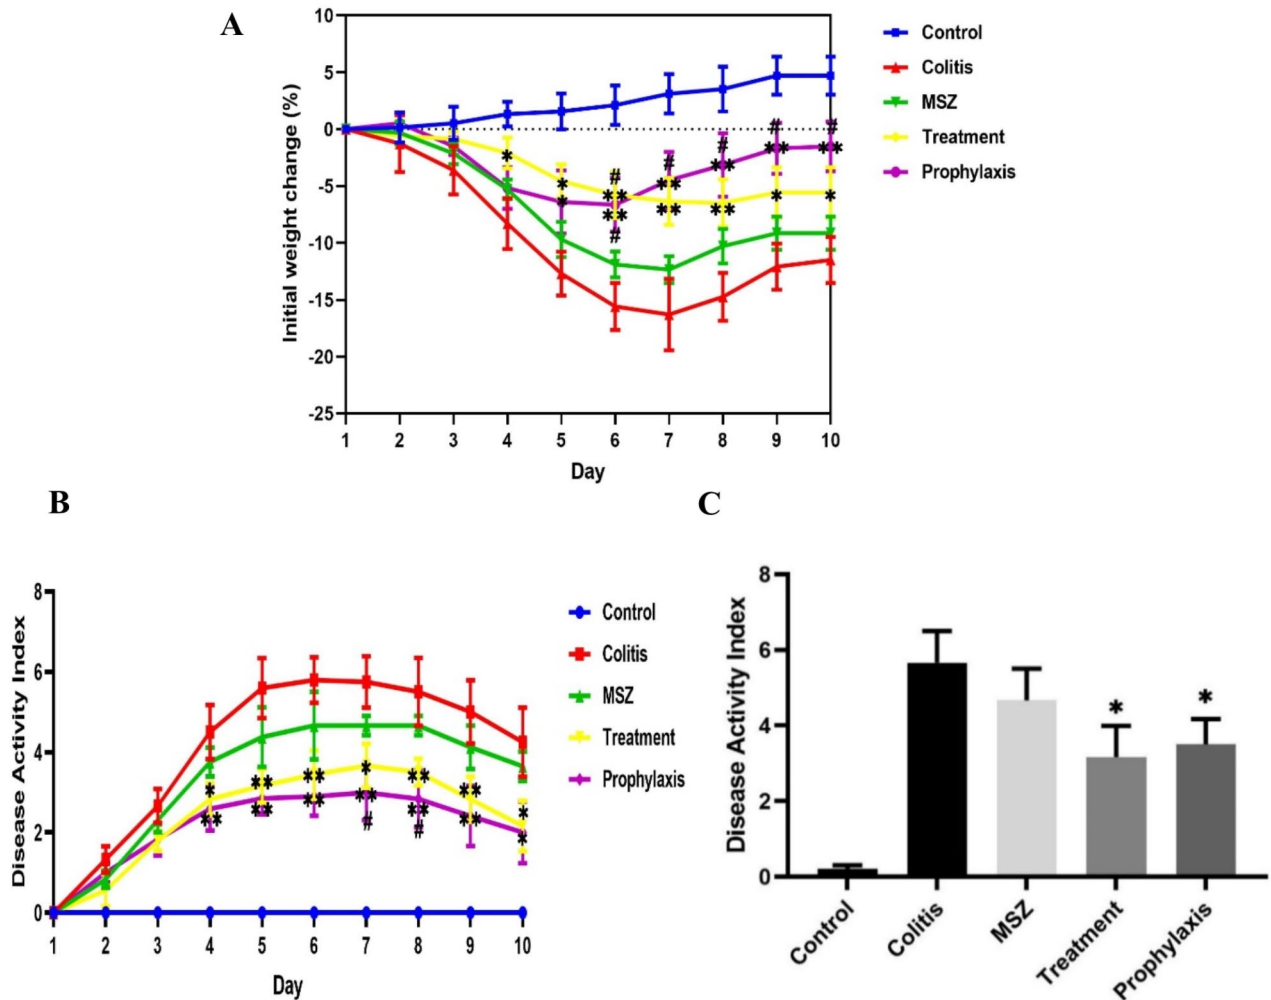 A
Initial weight change (%)
10
5
0
-5
-10
-15
-20
-25
1 2 3 4 5 6 7 8 9 10
Day
Control
Colitis
MSZ
Treatment
Prophylaxis
* * * ** ** ** ** ** ** ** * ** *
# # # # # #
B
Disease Activity Index
8
6
4
2
0
1 2 3 4 5 6 7 8 9 10
Day
Control
Colitis
MSZ
Treatment
Prophylaxis
* ** ** * ** ** *
** ** ** ** ** ** *
# #
C
Disease Activity Index
8
6
4
2
0
* *
Control
Colitis
MSZ
Treatment
Prophylaxis